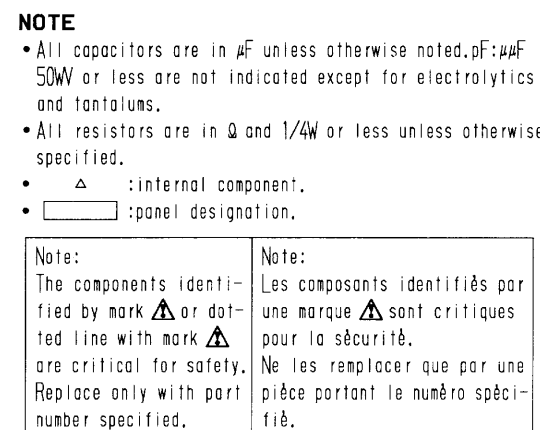 NOTE
• All capacitors are in µF unless otherwise noted.pF:µµF
50WV or less are not indicated except for electrolytics
and tantalums.
• All resistors are in Ω and 1/4W or less unless otherwise
specified.
• △ :internal component.
• :panel designation.
Note:
The components identi-
fied by mark ⚠ or dot-
ted line with mark ⚠
are critical for safety.
Replace only with part
number specified.
Note:
Les composants identifiés par
une marque ⚠ sont critiques
pour la sécurité.
Ne les remplacer que par une
pièce portant le numéro spéci-
fié.